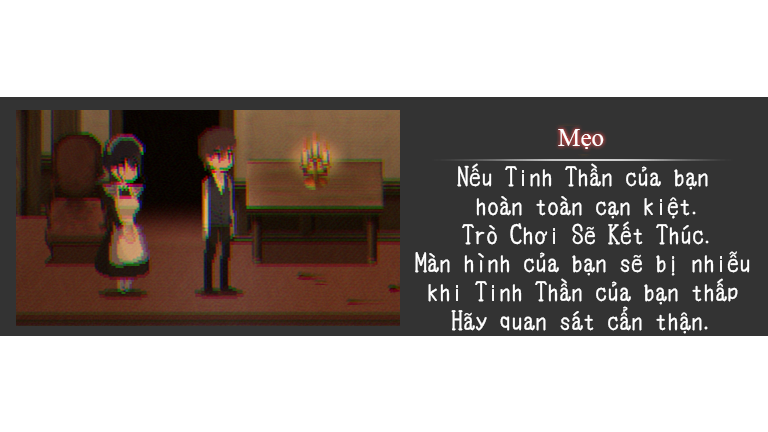 Mẹo
Nếu Tinh Thần của bạn
hoàn toàn cạn kiệt.
Trò Chơi Sẽ Kết Thúc.
Màn hình của bạn sẽ bị nhiễu
khi Tinh Thần của bạn thấp
Hãy quan sát cẩn thận.